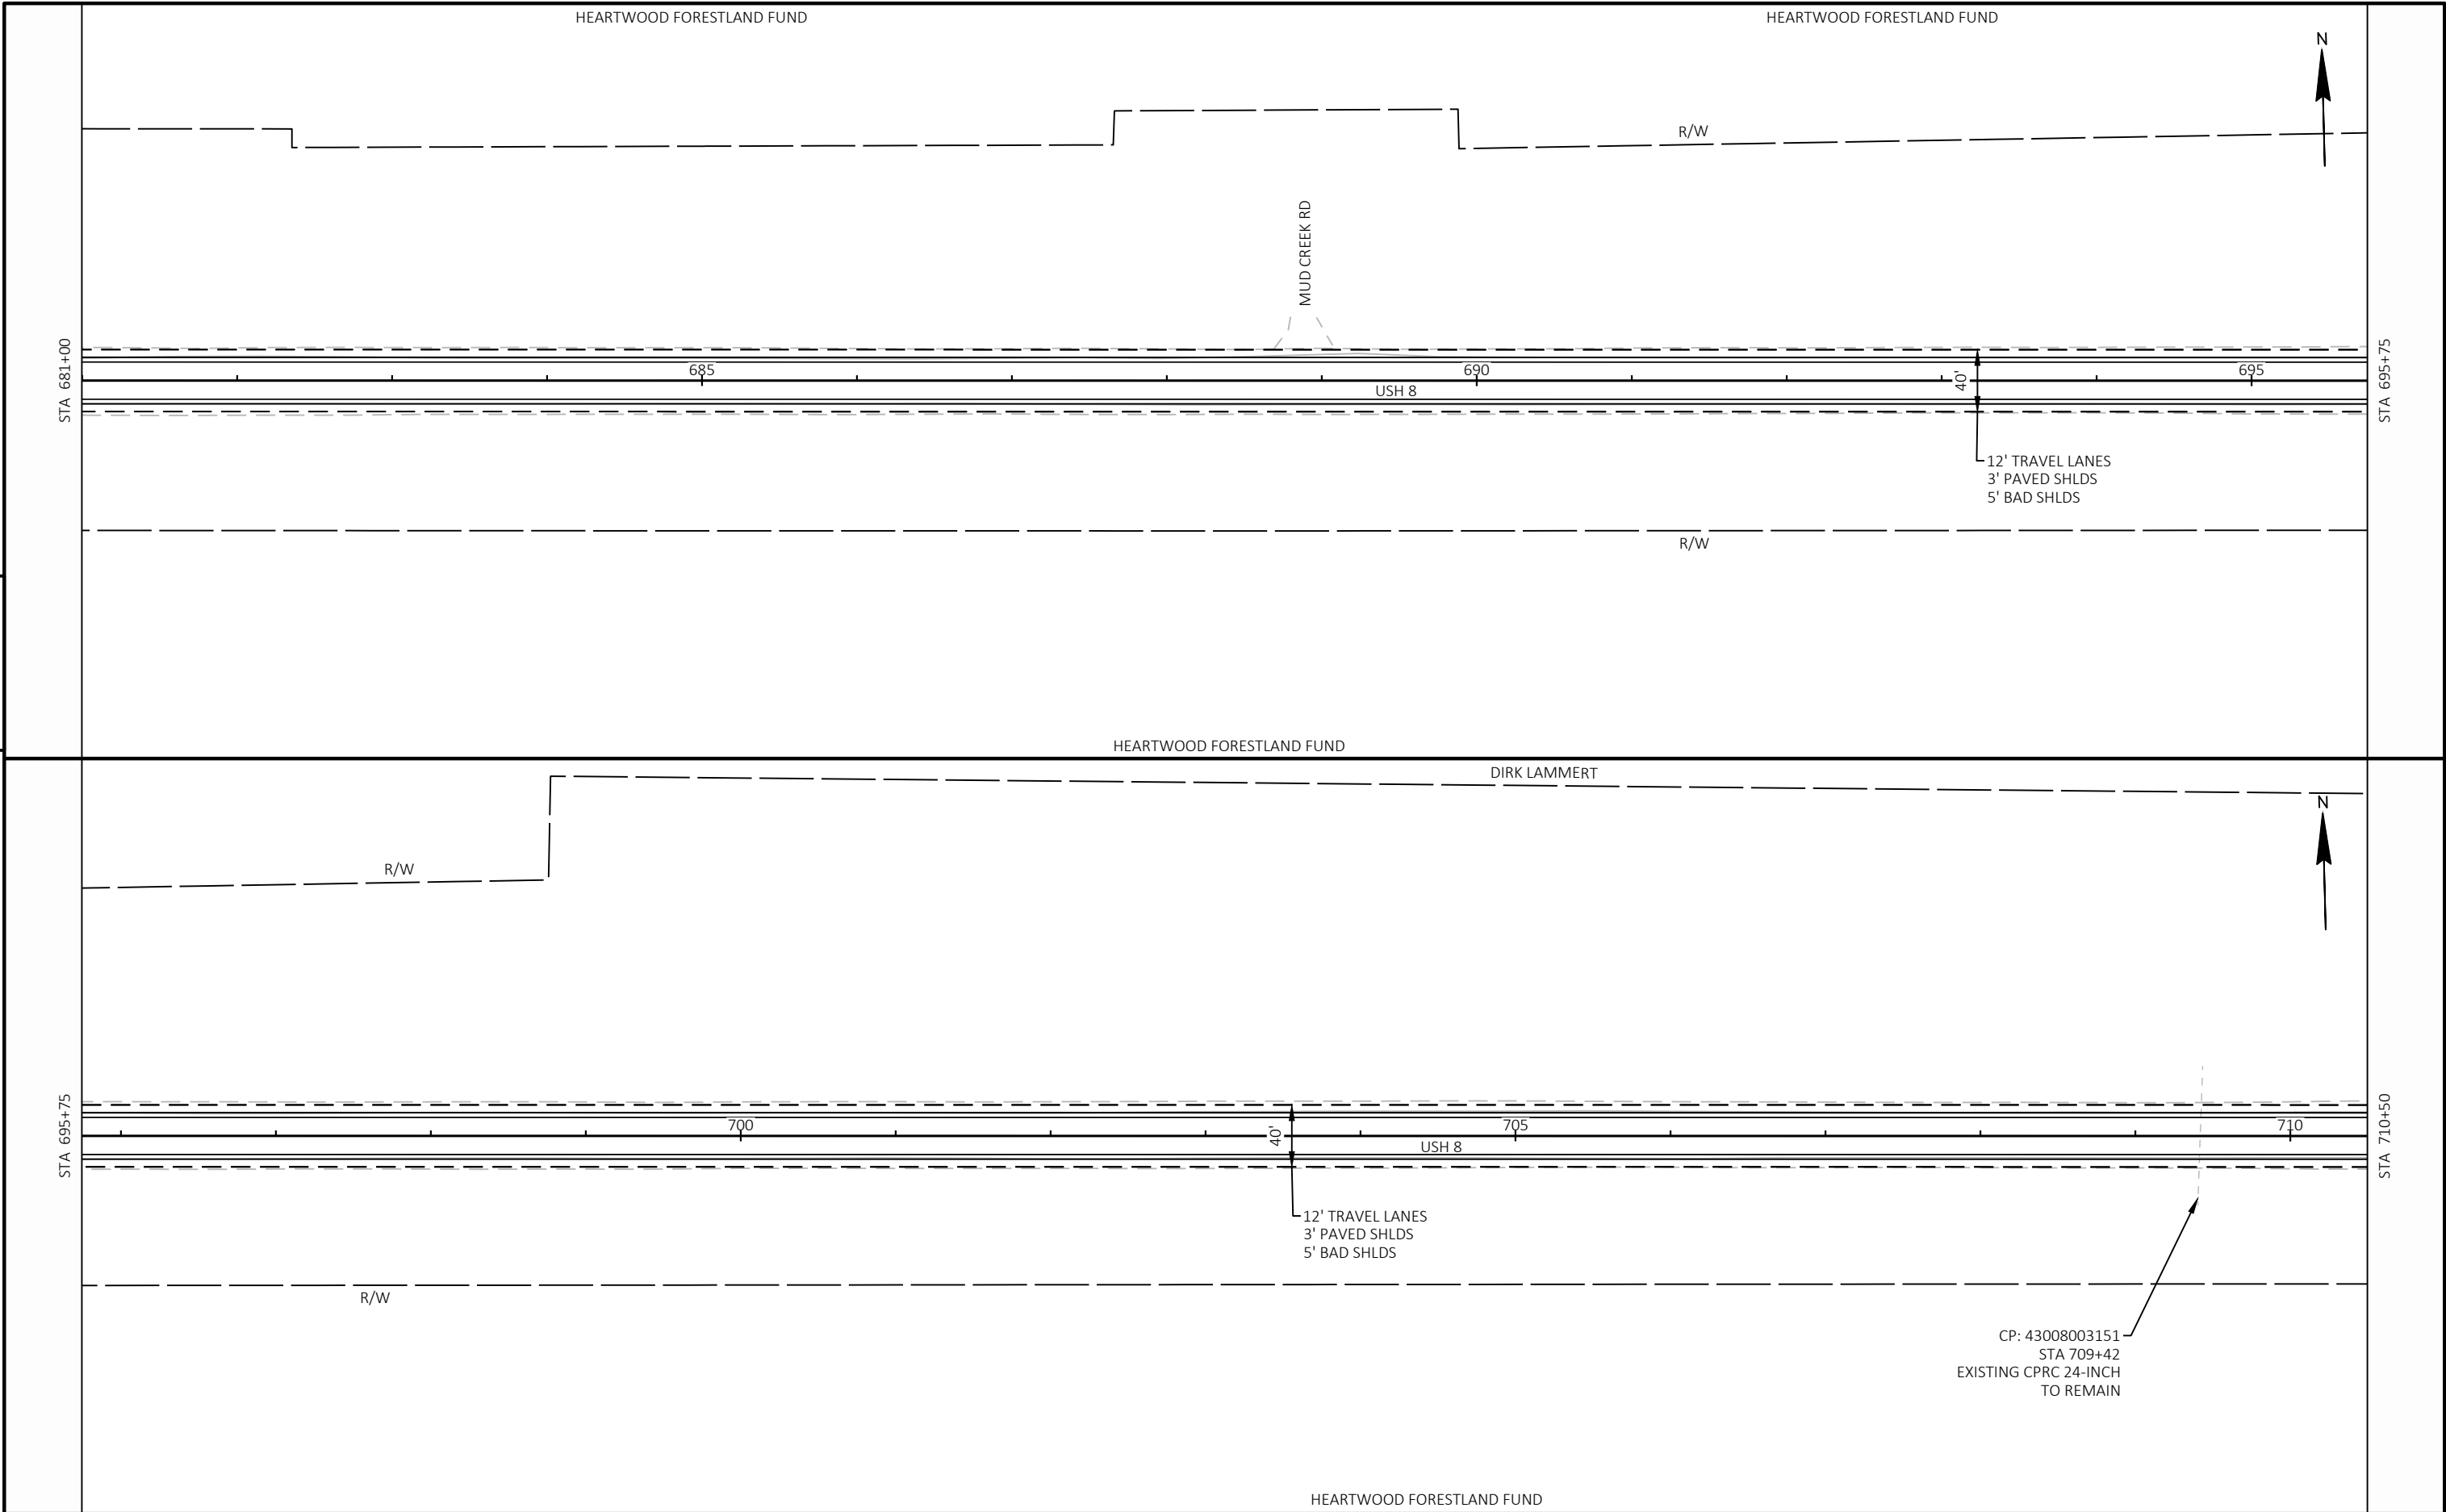 HEARTWOOD FORESTLAND FUND
HEARTWOOD FORESTLAND FUND
N
R/W
MUD CREEK RD
STA 681+00
685
690
695
USH 8
40'
STA 695+75
12' TRAVEL LANES
3' PAVED SHLDS
5' BAD SHLDS
R/W
HEARTWOOD FORESTLAND FUND
DIRK LAMMERT
N
R/W
STA 695+75
700
705
710
40'
USH 8
STA 710+50
12' TRAVEL LANES
3' PAVED SHLDS
5' BAD SHLDS
R/W
CP: 43008003151
STA 709+42
EXISTING CPRC 24-INCH
TO REMAIN
HEARTWOOD FORESTLAND FUND